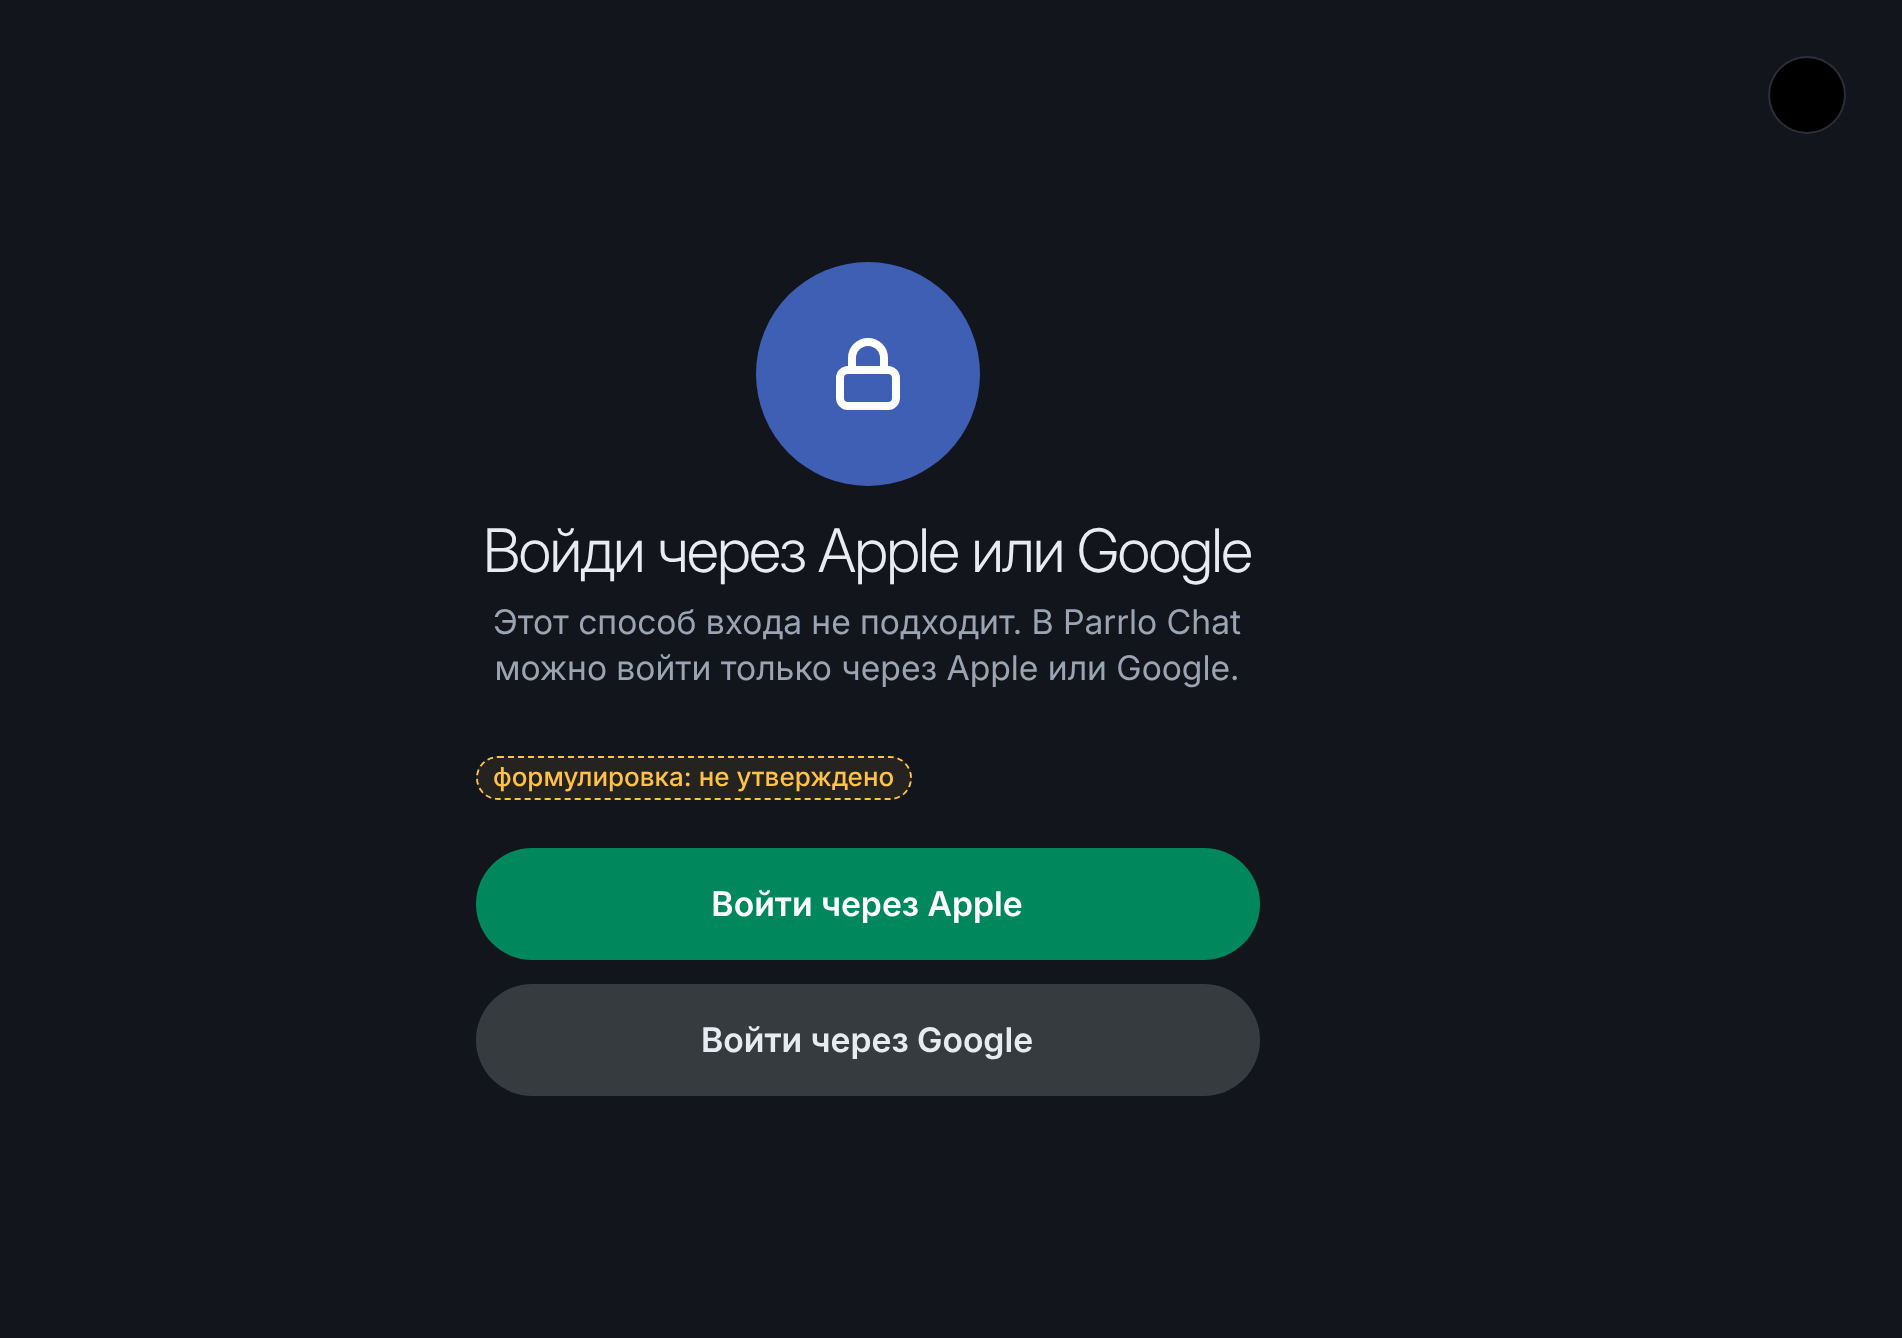 Войди через Apple или Google
Этот способ входа не подходит. В Parrlo Chat
можно войти только через Apple или Google.
формулировка: не утверждено
Войти через Apple
Войти через Google